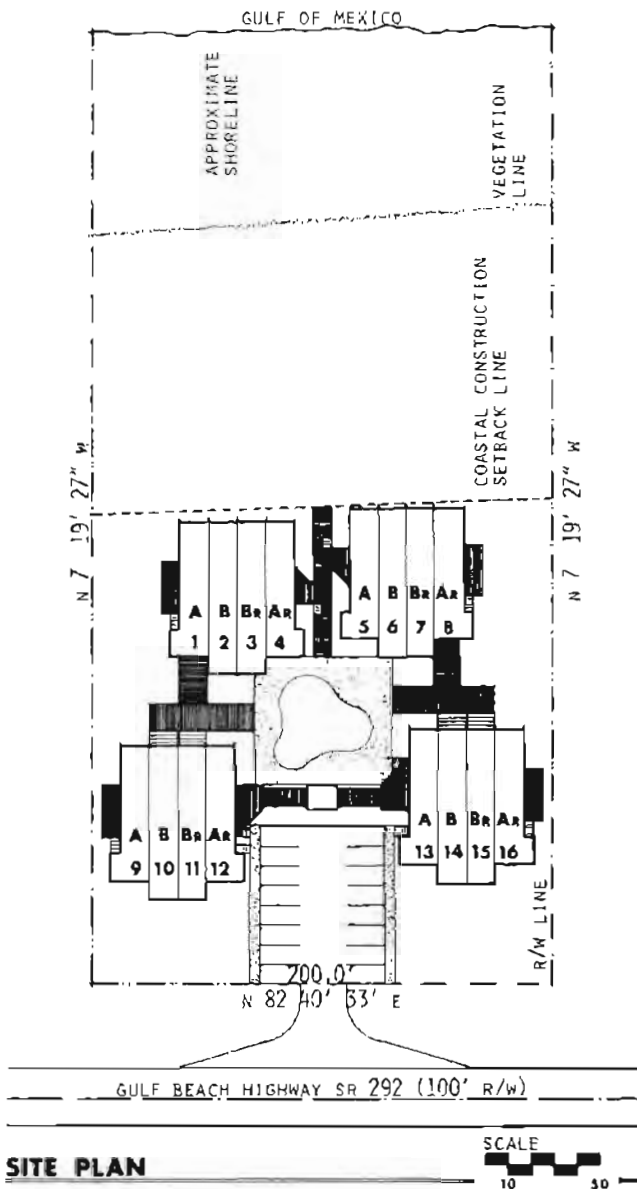 GULF OF MEXICO
APPROXIMATE
SHORELINE
VEGETATION
LINE
COASTAL CONSTRUCTION
SETBACK LINE
N 7 19' 27" W
N 7 19' 27" W
A B BR AR
1 2 3 4
A B BR AR
5 6 7 8
A B BR AR
9 10 11 12
A B BR AR
13 14 15 16
R/W LINE
200.0'
N 82 40' 33' E
GULF BEACH HIGHWAY SR 292 (100' R/W)
SITE PLAN
SCALE
10 50